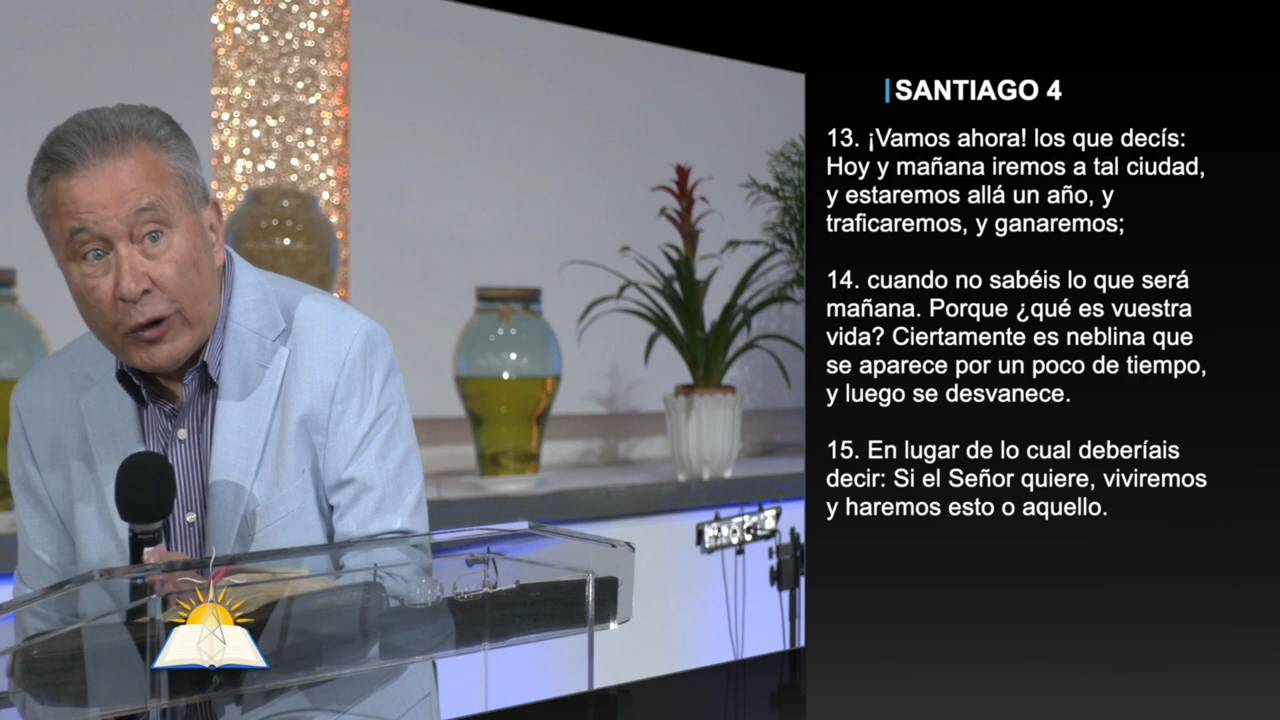 SANTIAGO 4
13. ¡Vamos ahora! los que decís:
Hoy y mañana iremos a tal ciudad,
y estaremos allá un año, y
traficaremos, y ganaremos;
14. cuando no sabéis lo que será
mañana. Porque ¿qué es vuestra
vida? Ciertamente es neblina que
se aparece por un poco de tiempo,
y luego se desvanece.
15. En lugar de lo cual deberíais
decir: Si el Señor quiere, viviremos
y haremos esto o aquello.